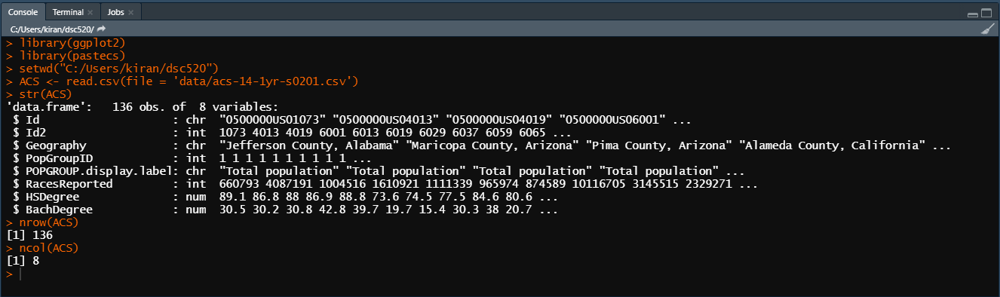 Console Terminal Jobs
C:/Users/kiran/dsc520/
> library(ggplot2)
> library(pastecs)
> setwd("C:/Users/kiran/dsc520")
> ACS <- read.csv(file = 'data/acs-14-1yr-s0201.csv')
> str(ACS)
'data.frame':   136 obs. of  8 variables:
 $ Id                    : chr  "0500000US01073" "0500000US04013" "0500000US04019" "0500000US06001" ...
 $ Id2                   : int  1073 4013 4019 6001 6013 6019 6029 6037 6059 6065 ...
 $ Geography             : chr  "Jefferson County, Alabama" "Maricopa County, Arizona" "Pima County, Arizona" "Alameda County, California" ...
 $ PopGroupID            : int  1 1 1 1 1 1 1 1 1 1 ...
 $ POPGROUP.display.label: chr  "Total population" "Total population" "Total population" "Total population" ...
 $ RacesReported         : int  660793 4087191 1004516 1610921 1111339 965974 874589 10116705 3145515 2329271 ...
 $ HSDegree              : num  89.1 86.8 88 86.9 88.8 73.6 74.5 77.5 84.6 80.6 ...
 $ BachDegree            : num  30.5 30.2 30.8 42.8 39.7 19.7 15.4 30.3 38 20.7 ...
> nrow(ACS)
[1] 136
> ncol(ACS)
[1] 8
>